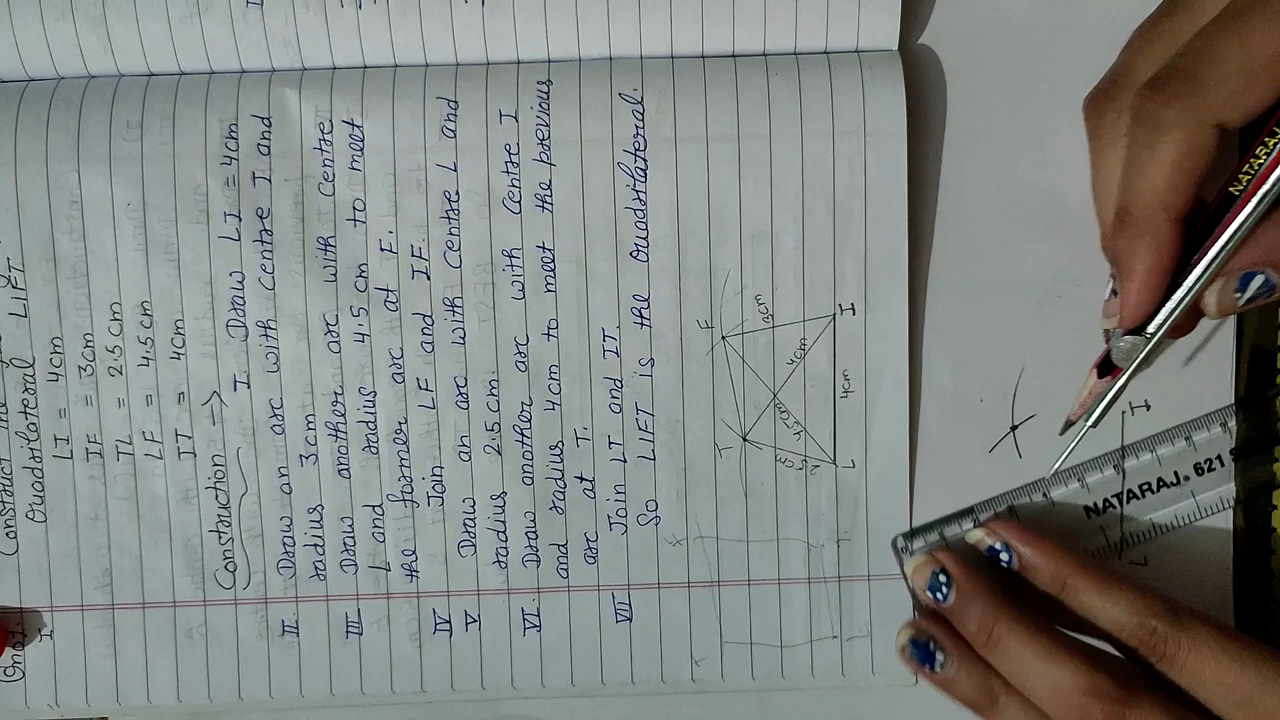 Quadrilateral LIFT
LI = 4cm
IF = 3cm
TL = 2.5cm
LF = 4.5cm
IT = 4cm
Construction →
I. Draw LI = 4cm
II. Draw an arc with centre I and
radius 3cm
III Draw another arc with Centre
L and radius 4.5 cm to meet
the former arc at F.
IV Join LF and IF.
V Draw an arc with centre L and
radius 2.5cm.
VI. Draw another arc with Centre I
and radius 4cm to meet the previous
arc at T.
VII Join LT and IT.
So LIFT is the Quadrilateral.
T F
3cm
4cm
4.5cm
2.5cm
L 4cm I
L I
NATARAJ 621
NATARAJ